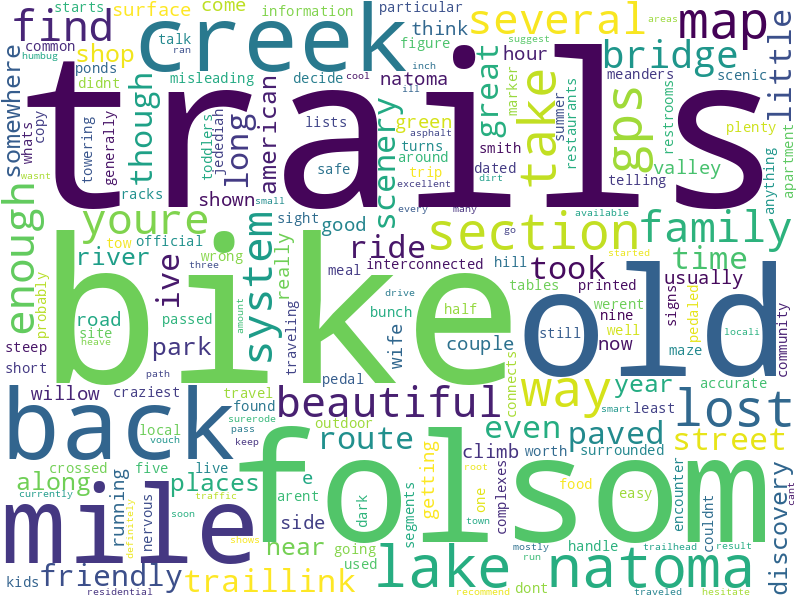 starts
surface
come
information
particular
areas
suggest
find
creek
several
map
common
talk
think
ran
humbug
shop
figure
hour
bridge
little
somewhere
ponds
misleading
decide
cool
natoma
inch
ill
great
marker
meanders
scenic
didnt
trails
whats
copy
towering
generally
though
jedediah
toddlers
long
american
lists
safe
scenery
green
turns
around
trip
asphalt
smith
dated
excellent
dirt
take
summer
restaurants
gps
restrooms
plenty
valley
telling
anything
apartment
wasnt
racks
shown
small
every
many
available
enough
youre
system
sight
good
go
section
started
family
tow
official
river
wrong
ive
really
three
ride
meal
interconnected
hill
took
printed
time
usually
probably
road
site
passed
amount
traveling
bike
drive
bunch
half
tables
werent
signs
pedaled
old
nine
well
now
still
locali
community
steep
short
park
heave
path
wife
couple
connects
maze
accurate
willow
craziest
travel
pedal
way
year
smart
least
back
local
vouch
found
surerode
pass
keep
beautiful
outdoor
route
even
paved
lost
street
climb
worth
surrounded
along
crossed
five
live
places
e
arent
dark
folsom
segments
getting
one
food
complexes
easy
encounter
couldnt
discovery
cant
mile
currently
running
definitely
nervous
traffic
soon
side
near
going
used
root
town
handle
mostly
run
trailhead
result
kids
friendly
residential
shows
traillink
lake
recommend
dont
natoma
traveled
hesitate